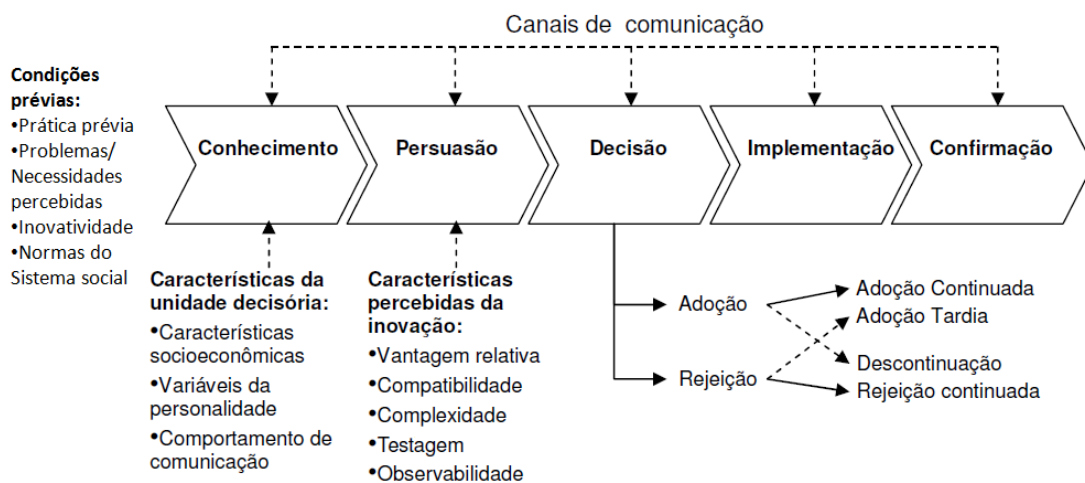 Canais de comunicação
Condições
prévias:
•Prática prévia
•Problemas/
Necessidades
percebidas
•Inovatividade
•Normas do
Sistema social
Conhecimento
Persuasão
Decisão
Implementação
Confirmação
Características da
unidade decisória:
•Características
socioeconômicas
•Variáveis da
personalidade
•Comportamento de
comunicação
Características
percebidas da
inovação:
•Vantagem relativa
•Compatibilidade
•Complexidade
•Testagem
•Observabilidade
Adoção
Rejeição
Adoção Continuada
Adoção Tardia
Descontinuação
Rejeição continuada